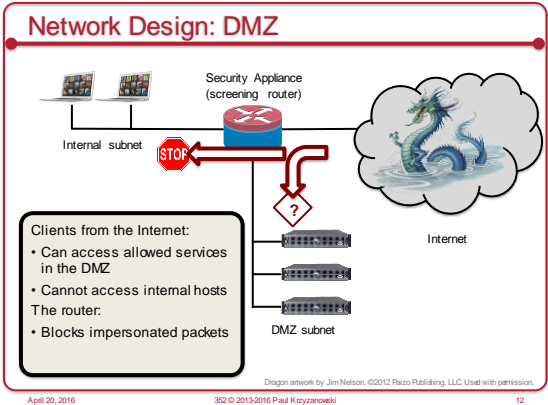 Network Design: DMZ
Security Appliance
(screening router)
Internal subnet
STOP
?
Internet
Clients from the Internet:
• Can access allowed services
in the DMZ
• Cannot access internal hosts
The router:
• Blocks impersonated packets
DMZ subnet
Dragon artwork by Jim Nelson. ©2012 Paizo Publishing, LLC. Used with permission.
April 20, 2016
352 © 2013-2016 Paul Krzyzanowski
12